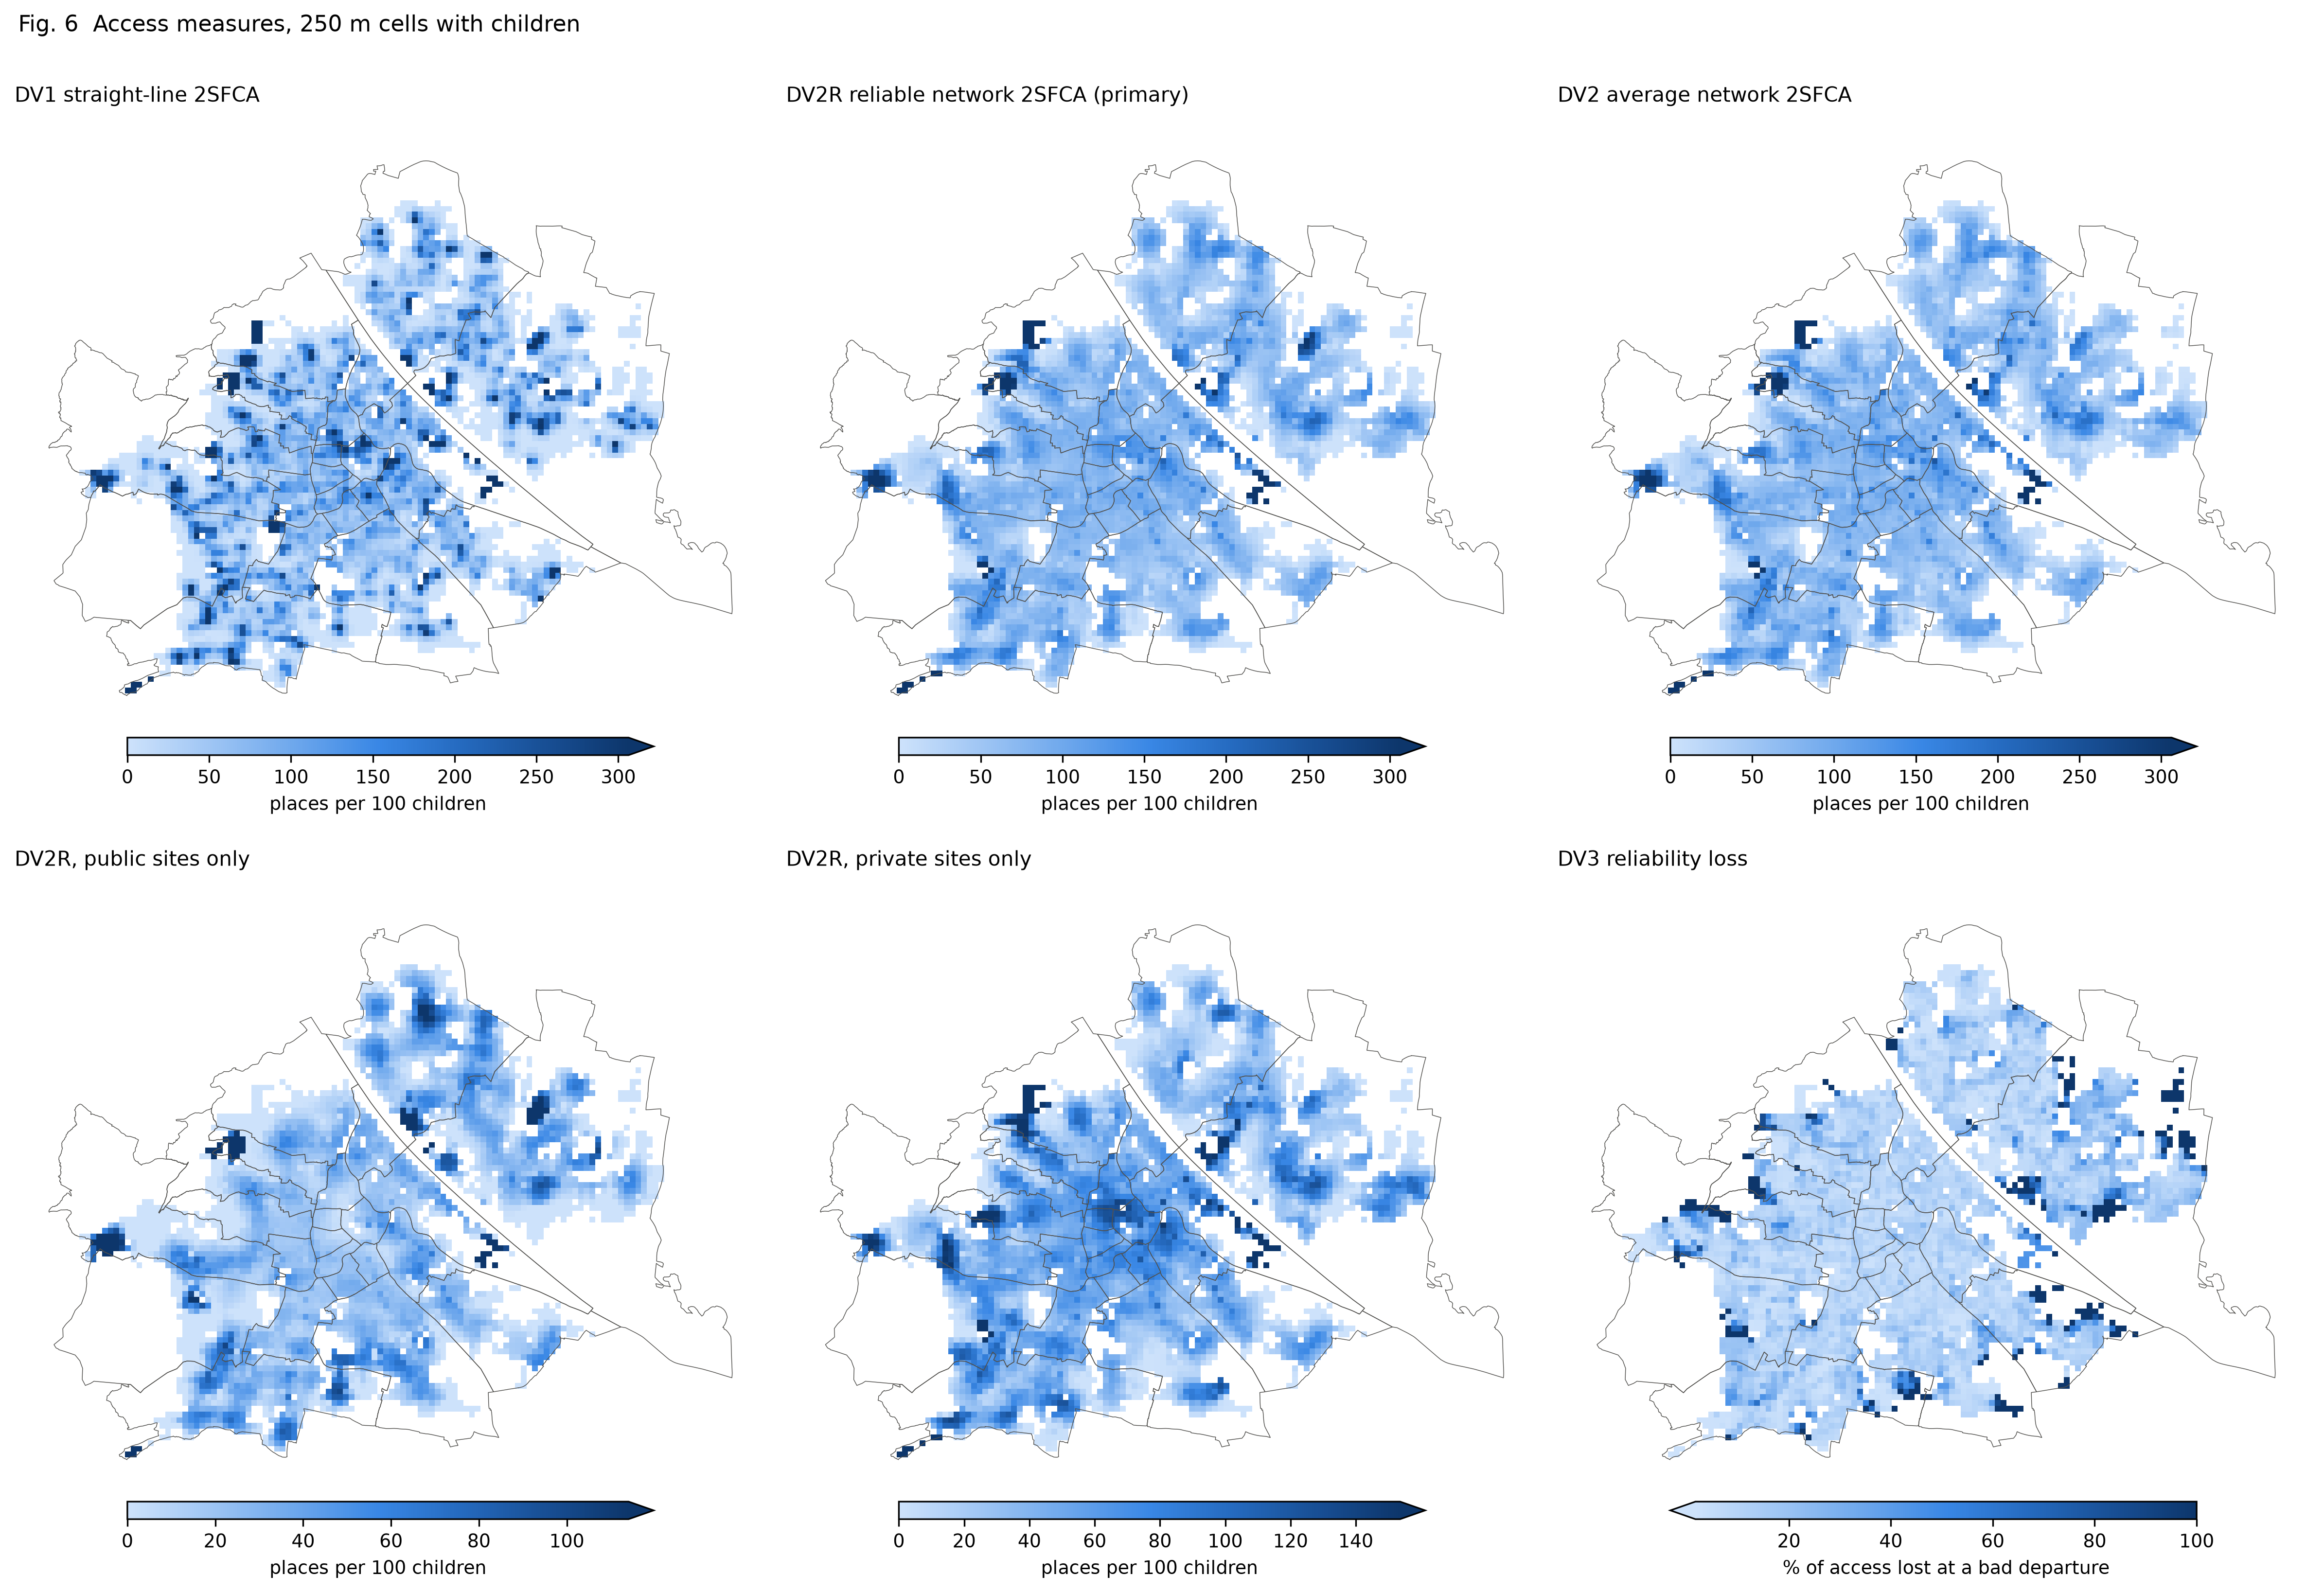 Fig. 6  Access measures, 250 m cells with children
DV1 straight-line 2SFCA
DV2R reliable network 2SFCA (primary)
DV2 average network 2SFCA
0 50 100 150 200 250 300
places per 100 children
0 50 100 150 200 250 300
places per 100 children
0 50 100 150 200 250 300
places per 100 children
DV2R, public sites only
DV2R, private sites only
DV3 reliability loss
0 20 40 60 80 100
places per 100 children
0 20 40 60 80 100 120 140
places per 100 children
20 40 60 80 100
% of access lost at a bad departure